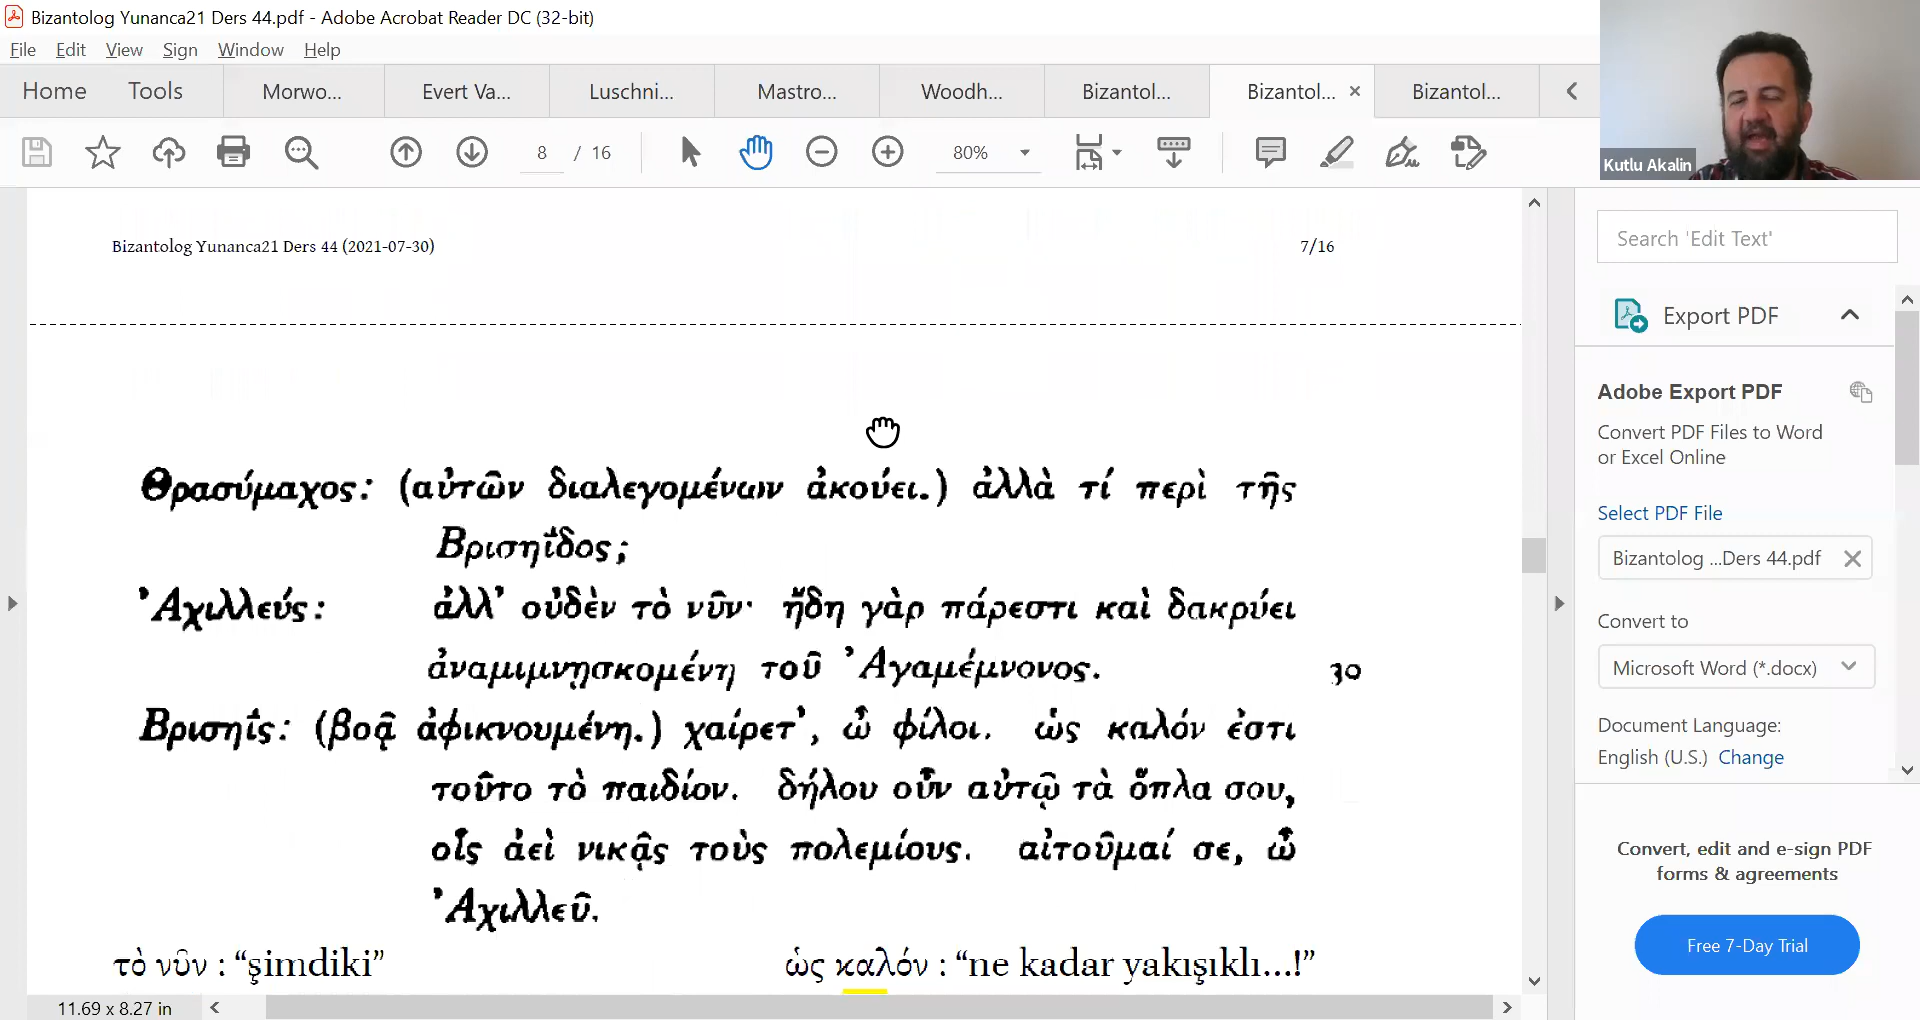 Bizantolog Yunanca21 Ders 44.pdf - Adobe Acrobat Reader DC (32-bit)
File Edit View Sign Window Help
Home Tools Morwo... Evert Va... Luschni... Mastro... Woodh... Bizantol... Bizantol... × Bizantol...
8 / 16 80%
Kutlu Akalin
Bizantolog Yunanca21 Ders 44 (2021-07-30) 7/16
Θρασύμαχος: (αὐτῶν διαλεγομένων ἀκούει.) ἀλλὰ τί περὶ τῆς
Βρισηΐδος;
Ἀχιλλεύς: ἀλλ’ οὐδὲν τὸ νῦν· ἤδη γὰρ πάρεστι καὶ δακρύει
ἀναμιμνῃσκομένη τοῦ Ἀγαμέμνονος. 30
Βρισηΐς: (βοᾷ ἀφικνουμένη.) χαίρετ’, ὦ φίλοι. ὡς καλόν ἐστι
τοῦτο τὸ παιδίον. δήλου οὖν αὐτῷ τὰ ὅπλα σου,
οἷς ἀεὶ νικᾷς τοὺς πολεμίους. αἰτοῦμαί σε, ὦ
Ἀχιλλεῦ.
τὸ νῦν : “şimdiki” ὡς καλόν : “ne kadar yakışıklı...!”
11.69 x 8.27 in
Search 'Edit Text'
Export PDF
Adobe Export PDF
Convert PDF Files to Word
or Excel Online
Select PDF File
Bizantolog ...Ders 44.pdf
Convert to
Microsoft Word (*.docx)
Document Language:
English (U.S.) Change
Convert, edit and e-sign PDF
forms & agreements
Free 7-Day Trial